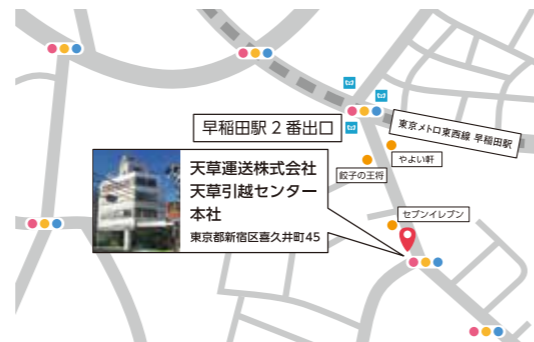 早稲田駅 2 番出口
東京メトロ東西線 早稲田駅
やよい軒
餃子の王将
天草運送株式会社
天草引越センター
本社
東京都新宿区喜久井町45
セブンイレブン